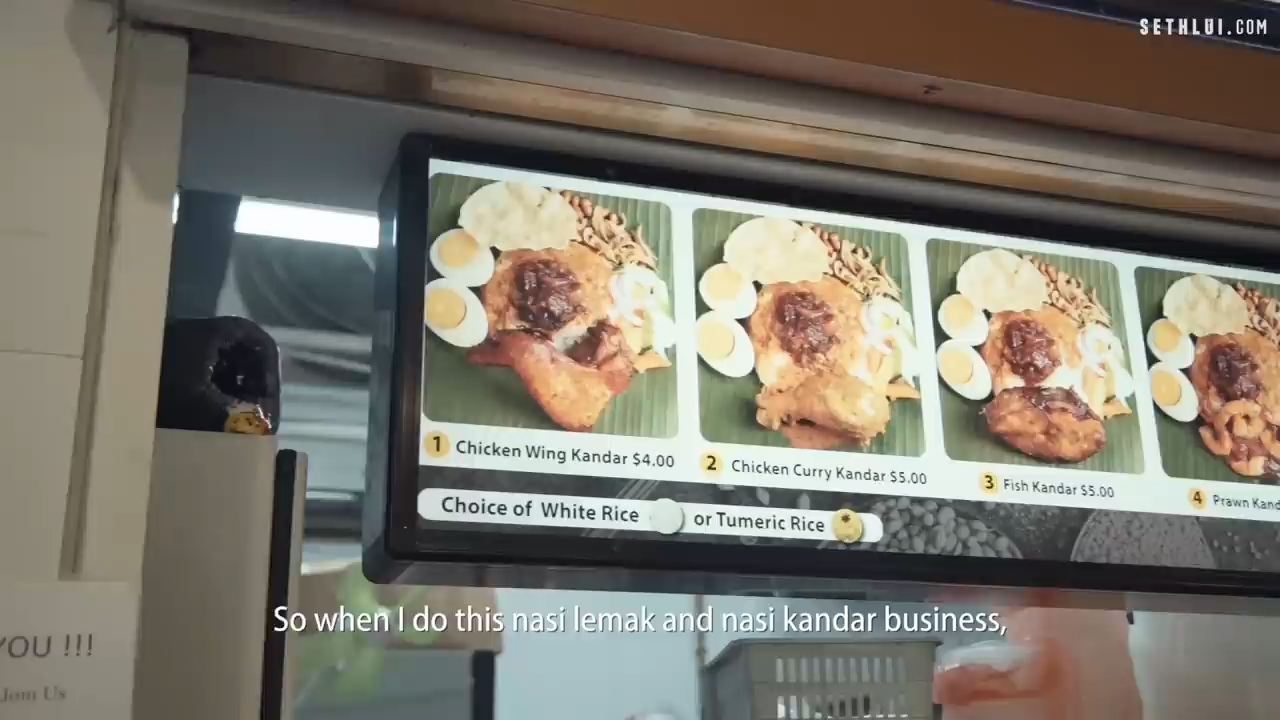 SETHLUI.COM
1 Chicken Wing Kandar $4.00
2 Chicken Curry Kandar $5.00
3 Fish Kandar $5.00
4 Prawn
Choice of White Rice or Tumeric Rice
So when I do this nasi lemak and nasi kandar business,
YOU !!!
Join Us